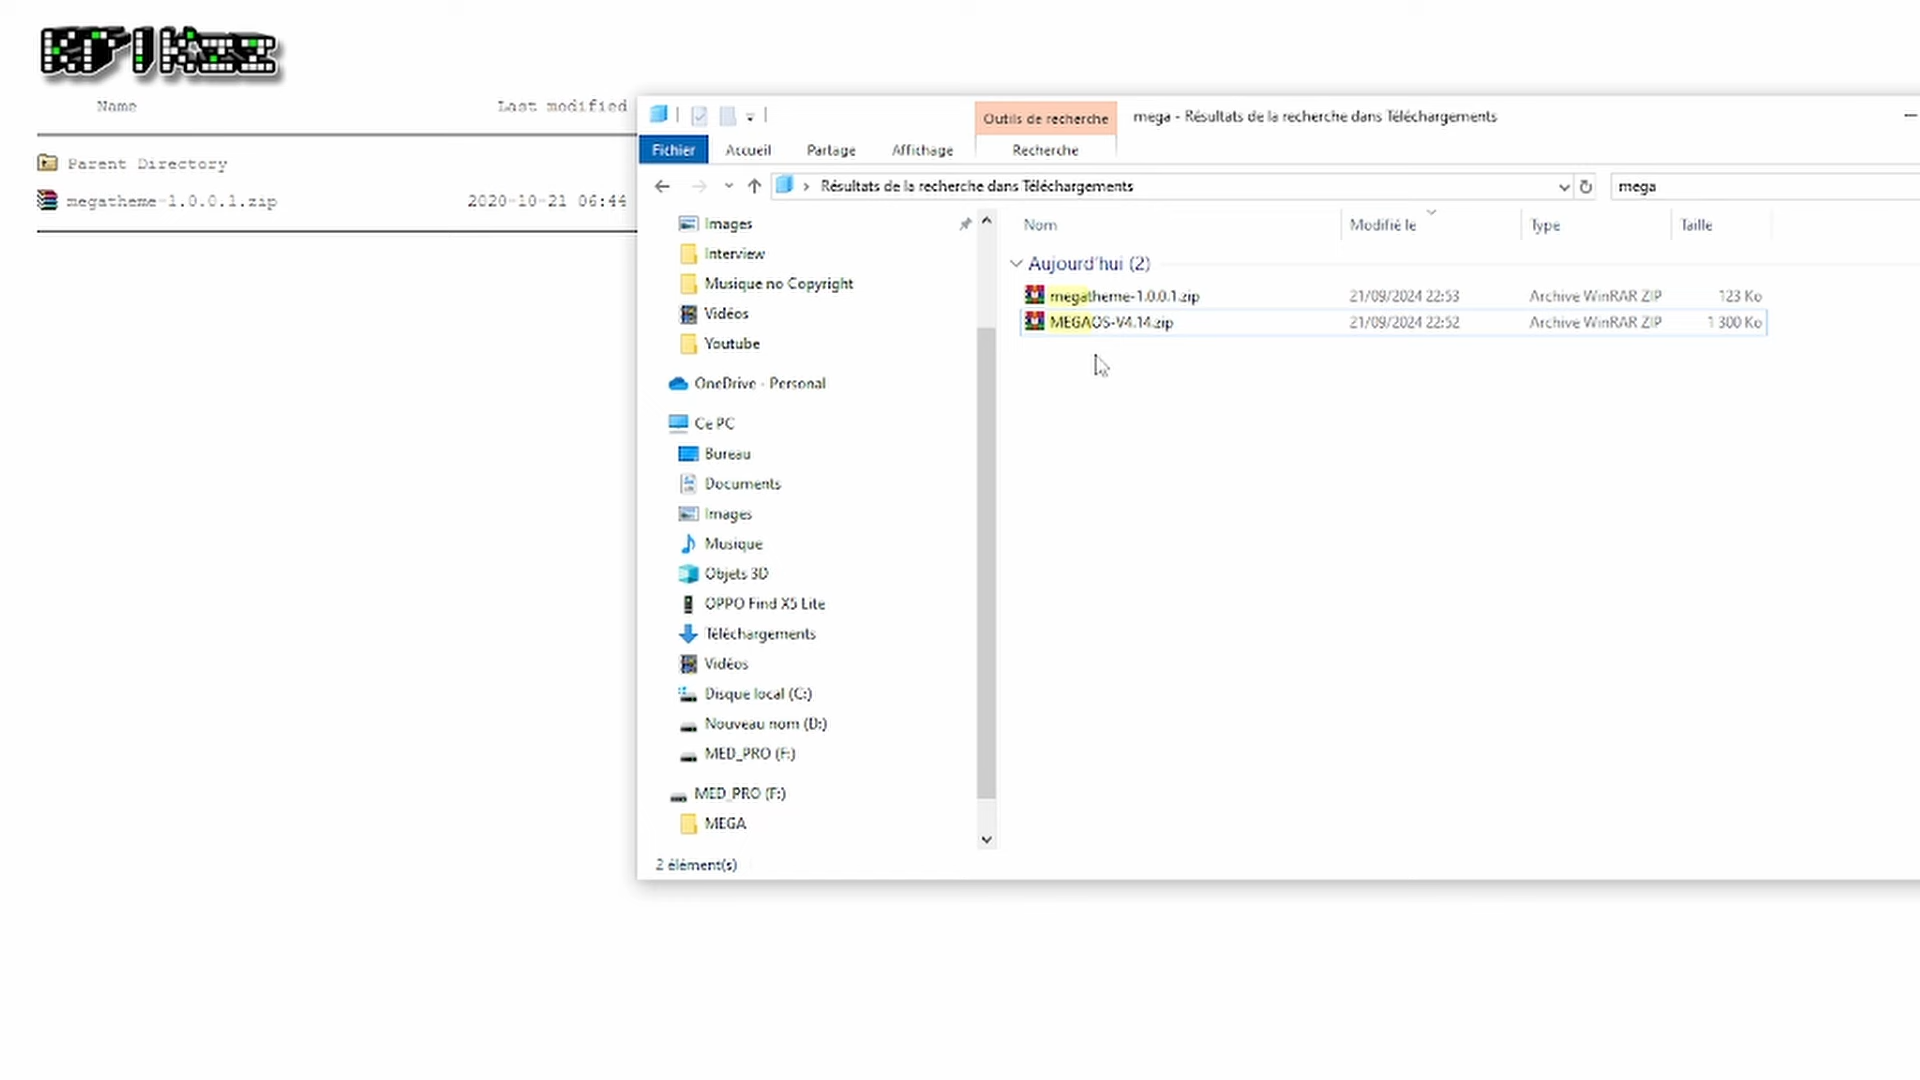 KRIKzz
Name Last modified
Parent Directory
megatheme-1.0.0.1.zip 2020-10-21 06:44
Outils de recherche mega - Résultats de la recherche dans Téléchargements
Fichier Accueil Partage Affichage Recherche
Résultats de la recherche dans Téléchargements mega
Images
Interview
Musique no Copyright
Vidéos
Youtube
OneDrive - Personal
Ce PC
Bureau
Documents
Images
Musique
Objets 3D
OPPO Find X5 Lite
Téléchargements
Vidéos
Disque local (C:)
Nouveau nom (D:)
MED_PRO (F:)
MED_PRO (F:)
MEGA
Nom Modifié le Type Taille
Aujourd'hui (2)
megatheme-1.0.0.1.zip 21/09/2024 22:53 Archive WinRAR ZIP 123 Ko
MEGAOS-V4.14.zip 21/09/2024 22:52 Archive WinRAR ZIP 1 300 Ko
2 élément(s)